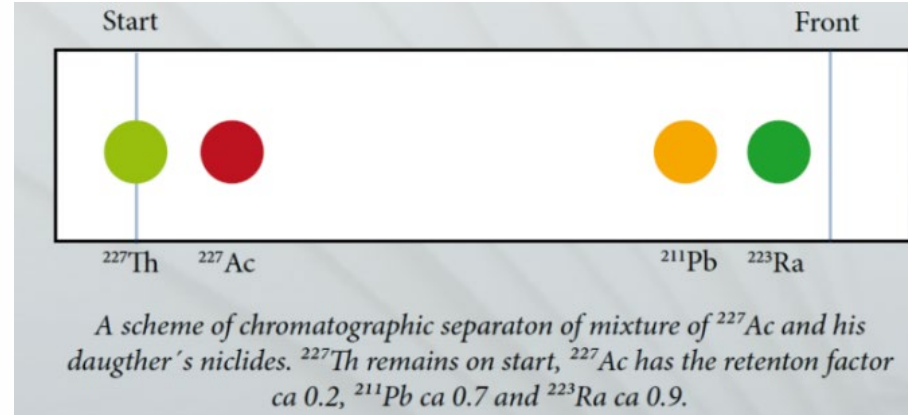 Start Front
²²⁷Th ²²⁷Ac ²¹¹Pb ²²³Ra
A scheme of chromatographic separaton of mixture of ²²⁷Ac and his
daugther´s niclides. ²²⁷Th remains on start, ²²⁷Ac has the retenton factor
ca 0.2, ²¹¹Pb ca 0.7 and ²²³Ra ca 0.9.